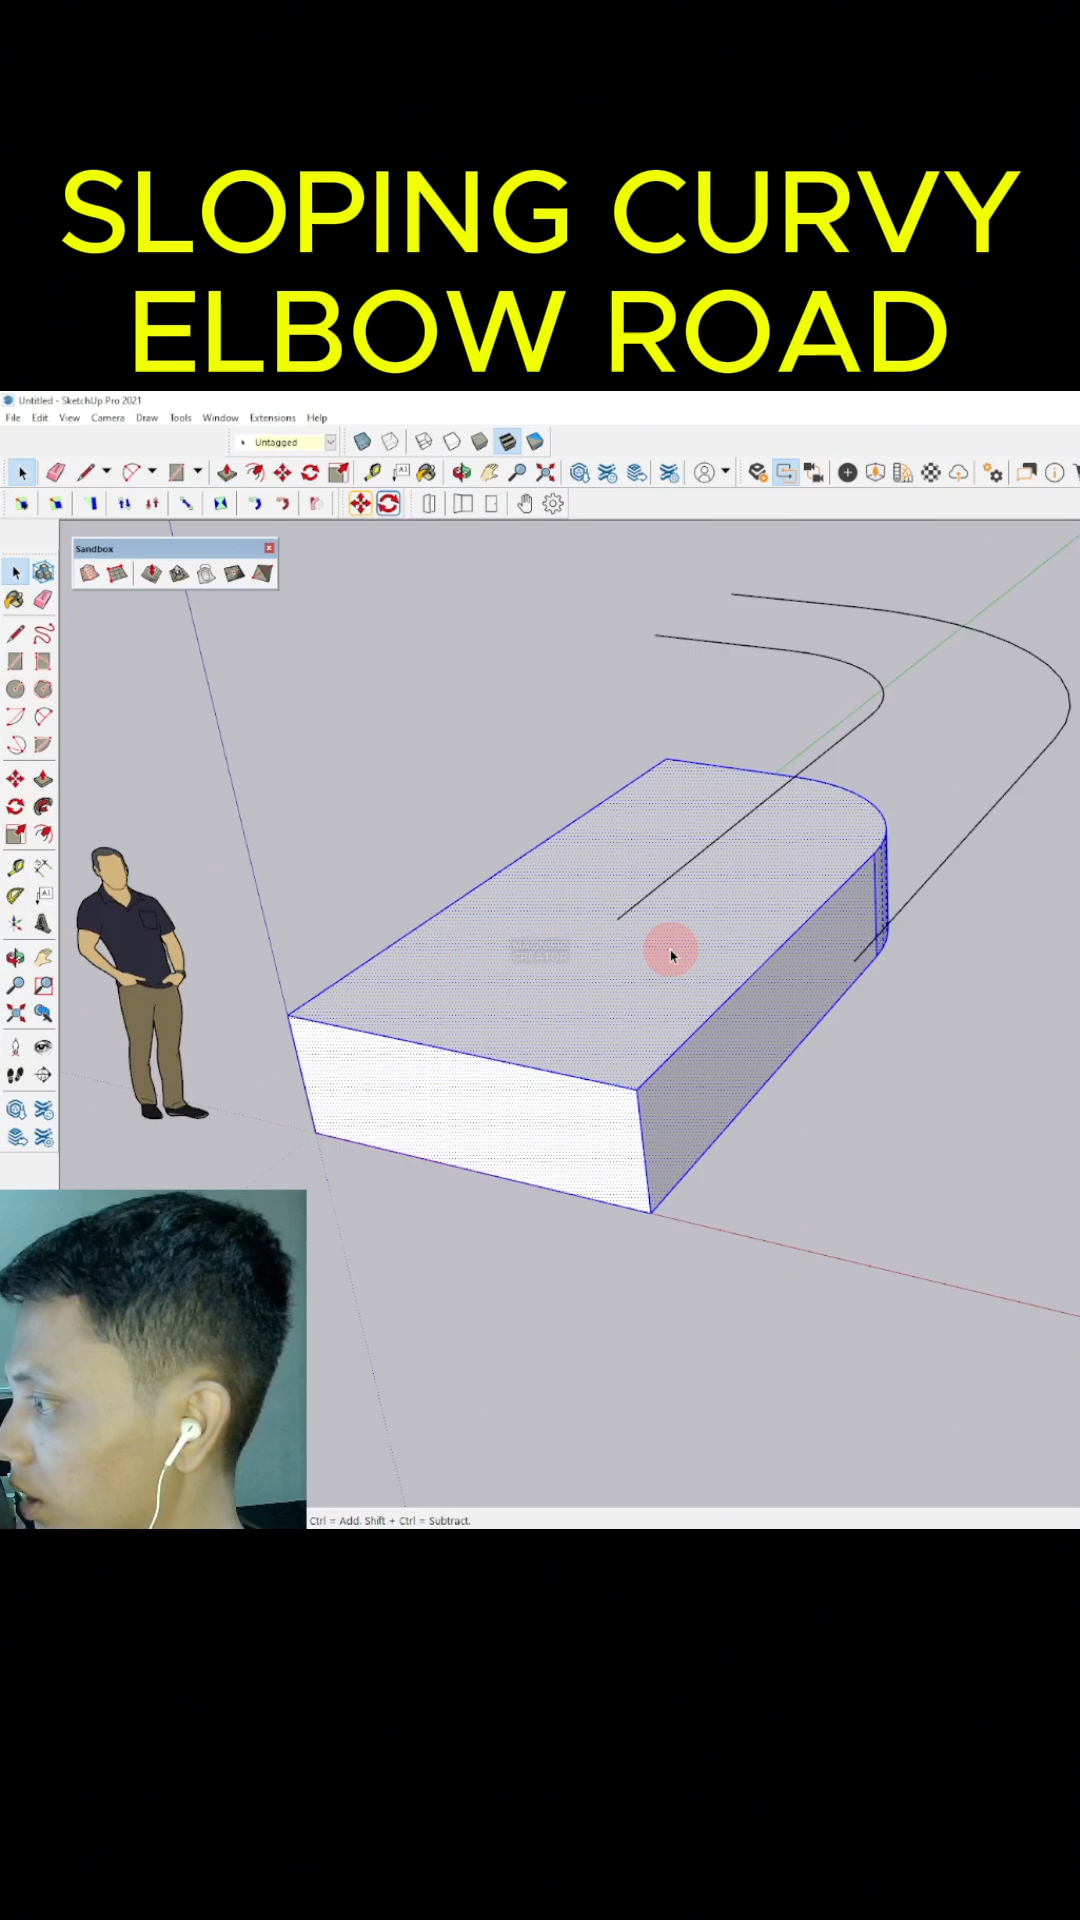 SLOPING CURVY
ELBOW ROAD
Untitled - SketchUp Pro 2021
File Edit View Camera Draw Tools Window Extensions Help
Untagged
Sandbox
CREATOR
Ctrl = Add. Shift + Ctrl = Subtract.